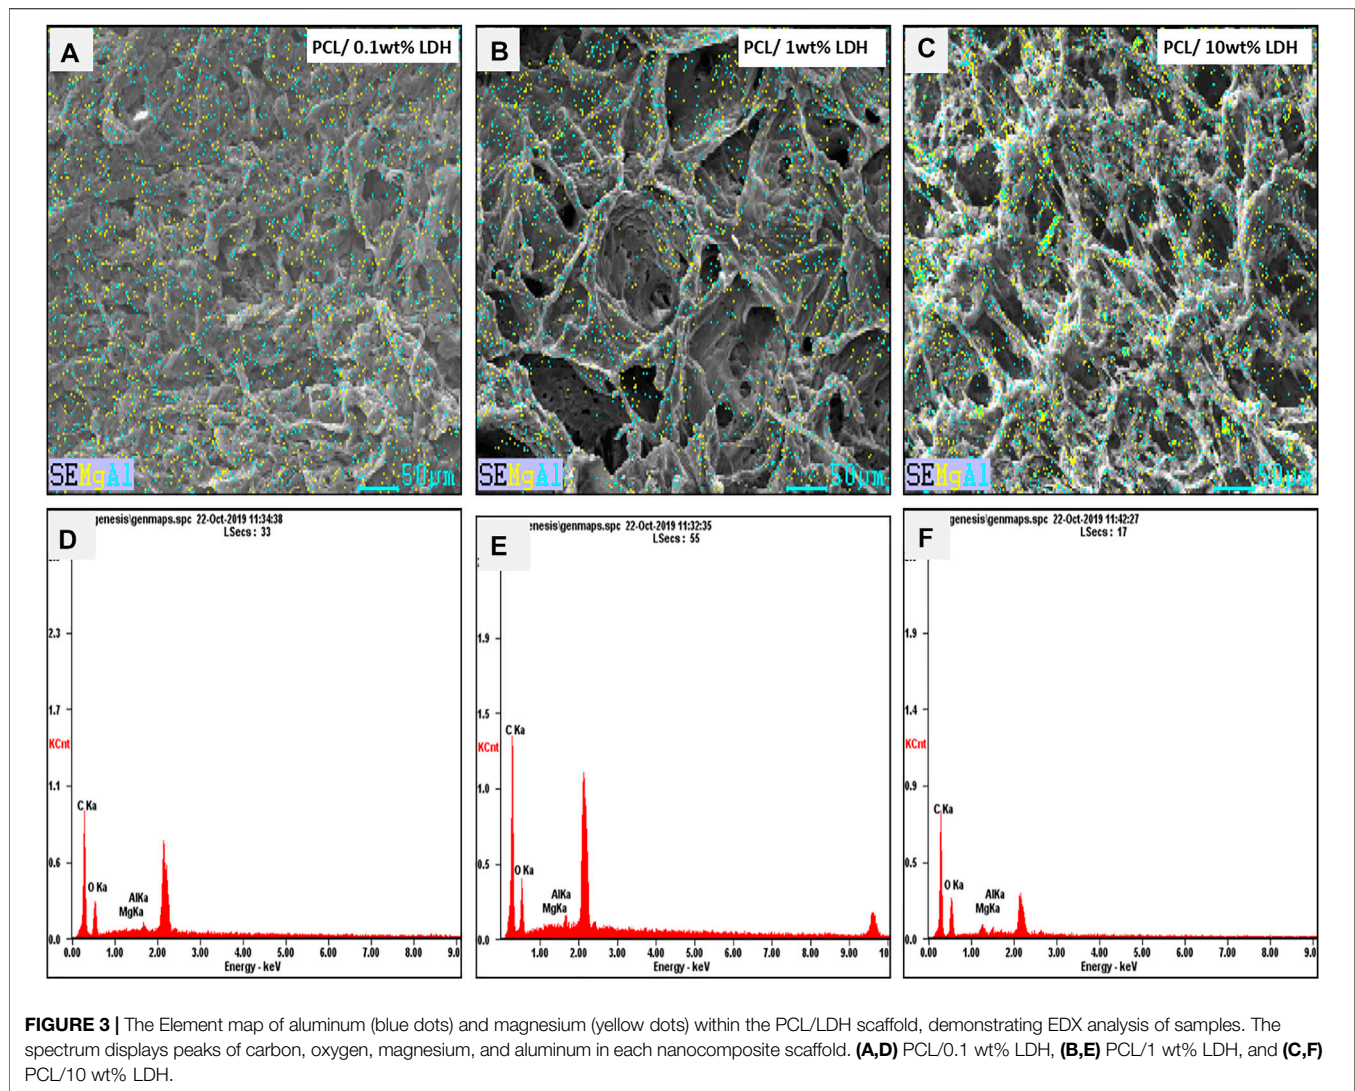 A
PCL/ 0.1wt% LDH
B
PCL/ 1wt% LDH
C
PCL/ 10wt% LDH
SEMgAl
50µm
SEMgAl
50µm
SEMgAl
50µm
D
genesis\genmaps.spc 22-Oct-2019 11:34:38
LSecs : 33
2.3
1.7
KCnt
1.1
C Ka
0.6
O Ka
AlKa
MgKa
0.0
0.00 1.00 2.00 3.00 4.00 5.00 6.00 7.00 8.00 9.0
Energy - keV
E
enesis\genmaps.spc 22-Oct-2019 11:32:35
LSecs : 55
1.9
1.5
C Ka
KCnt
1.0
0.5
O Ka
AlKa
MgKa
0.0
1.00 2.00 3.00 4.00 5.00 6.00 7.00 8.00 9.00 10
Energy - keV
F
genesis\genmaps.spc 22-Oct-2019 11:42:27
LSecs : 17
1.9
1.4
KCnt
0.9
C Ka
0.5
O Ka
AlKa
MgKa
0.0
0.00 1.00 2.00 3.00 4.00 5.00 6.00 7.00 8.00 9.0
Energy - keV
FIGURE 3 | The Element map of aluminum (blue dots) and magnesium (yellow dots) within the PCL/LDH scaffold, demonstrating EDX analysis of samples. The
spectrum displays peaks of carbon, oxygen, magnesium, and aluminum in each nanocomposite scaffold. (A,D) PCL/0.1 wt% LDH, (B,E) PCL/1 wt% LDH, and (C,F)
PCL/10 wt% LDH.